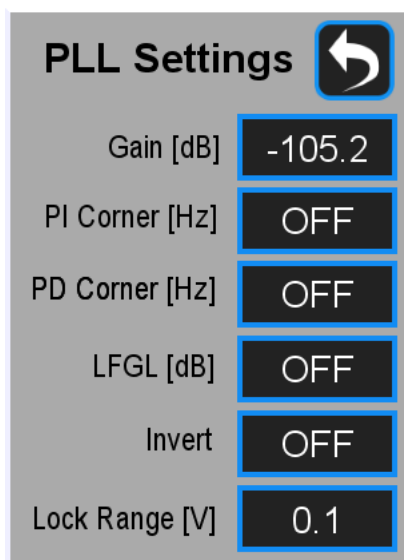 PLL Settings
Gain [dB] -105.2
PI Corner [Hz] OFF
PD Corner [Hz] OFF
LFGL [dB] OFF
Invert OFF
Lock Range [V] 0.1